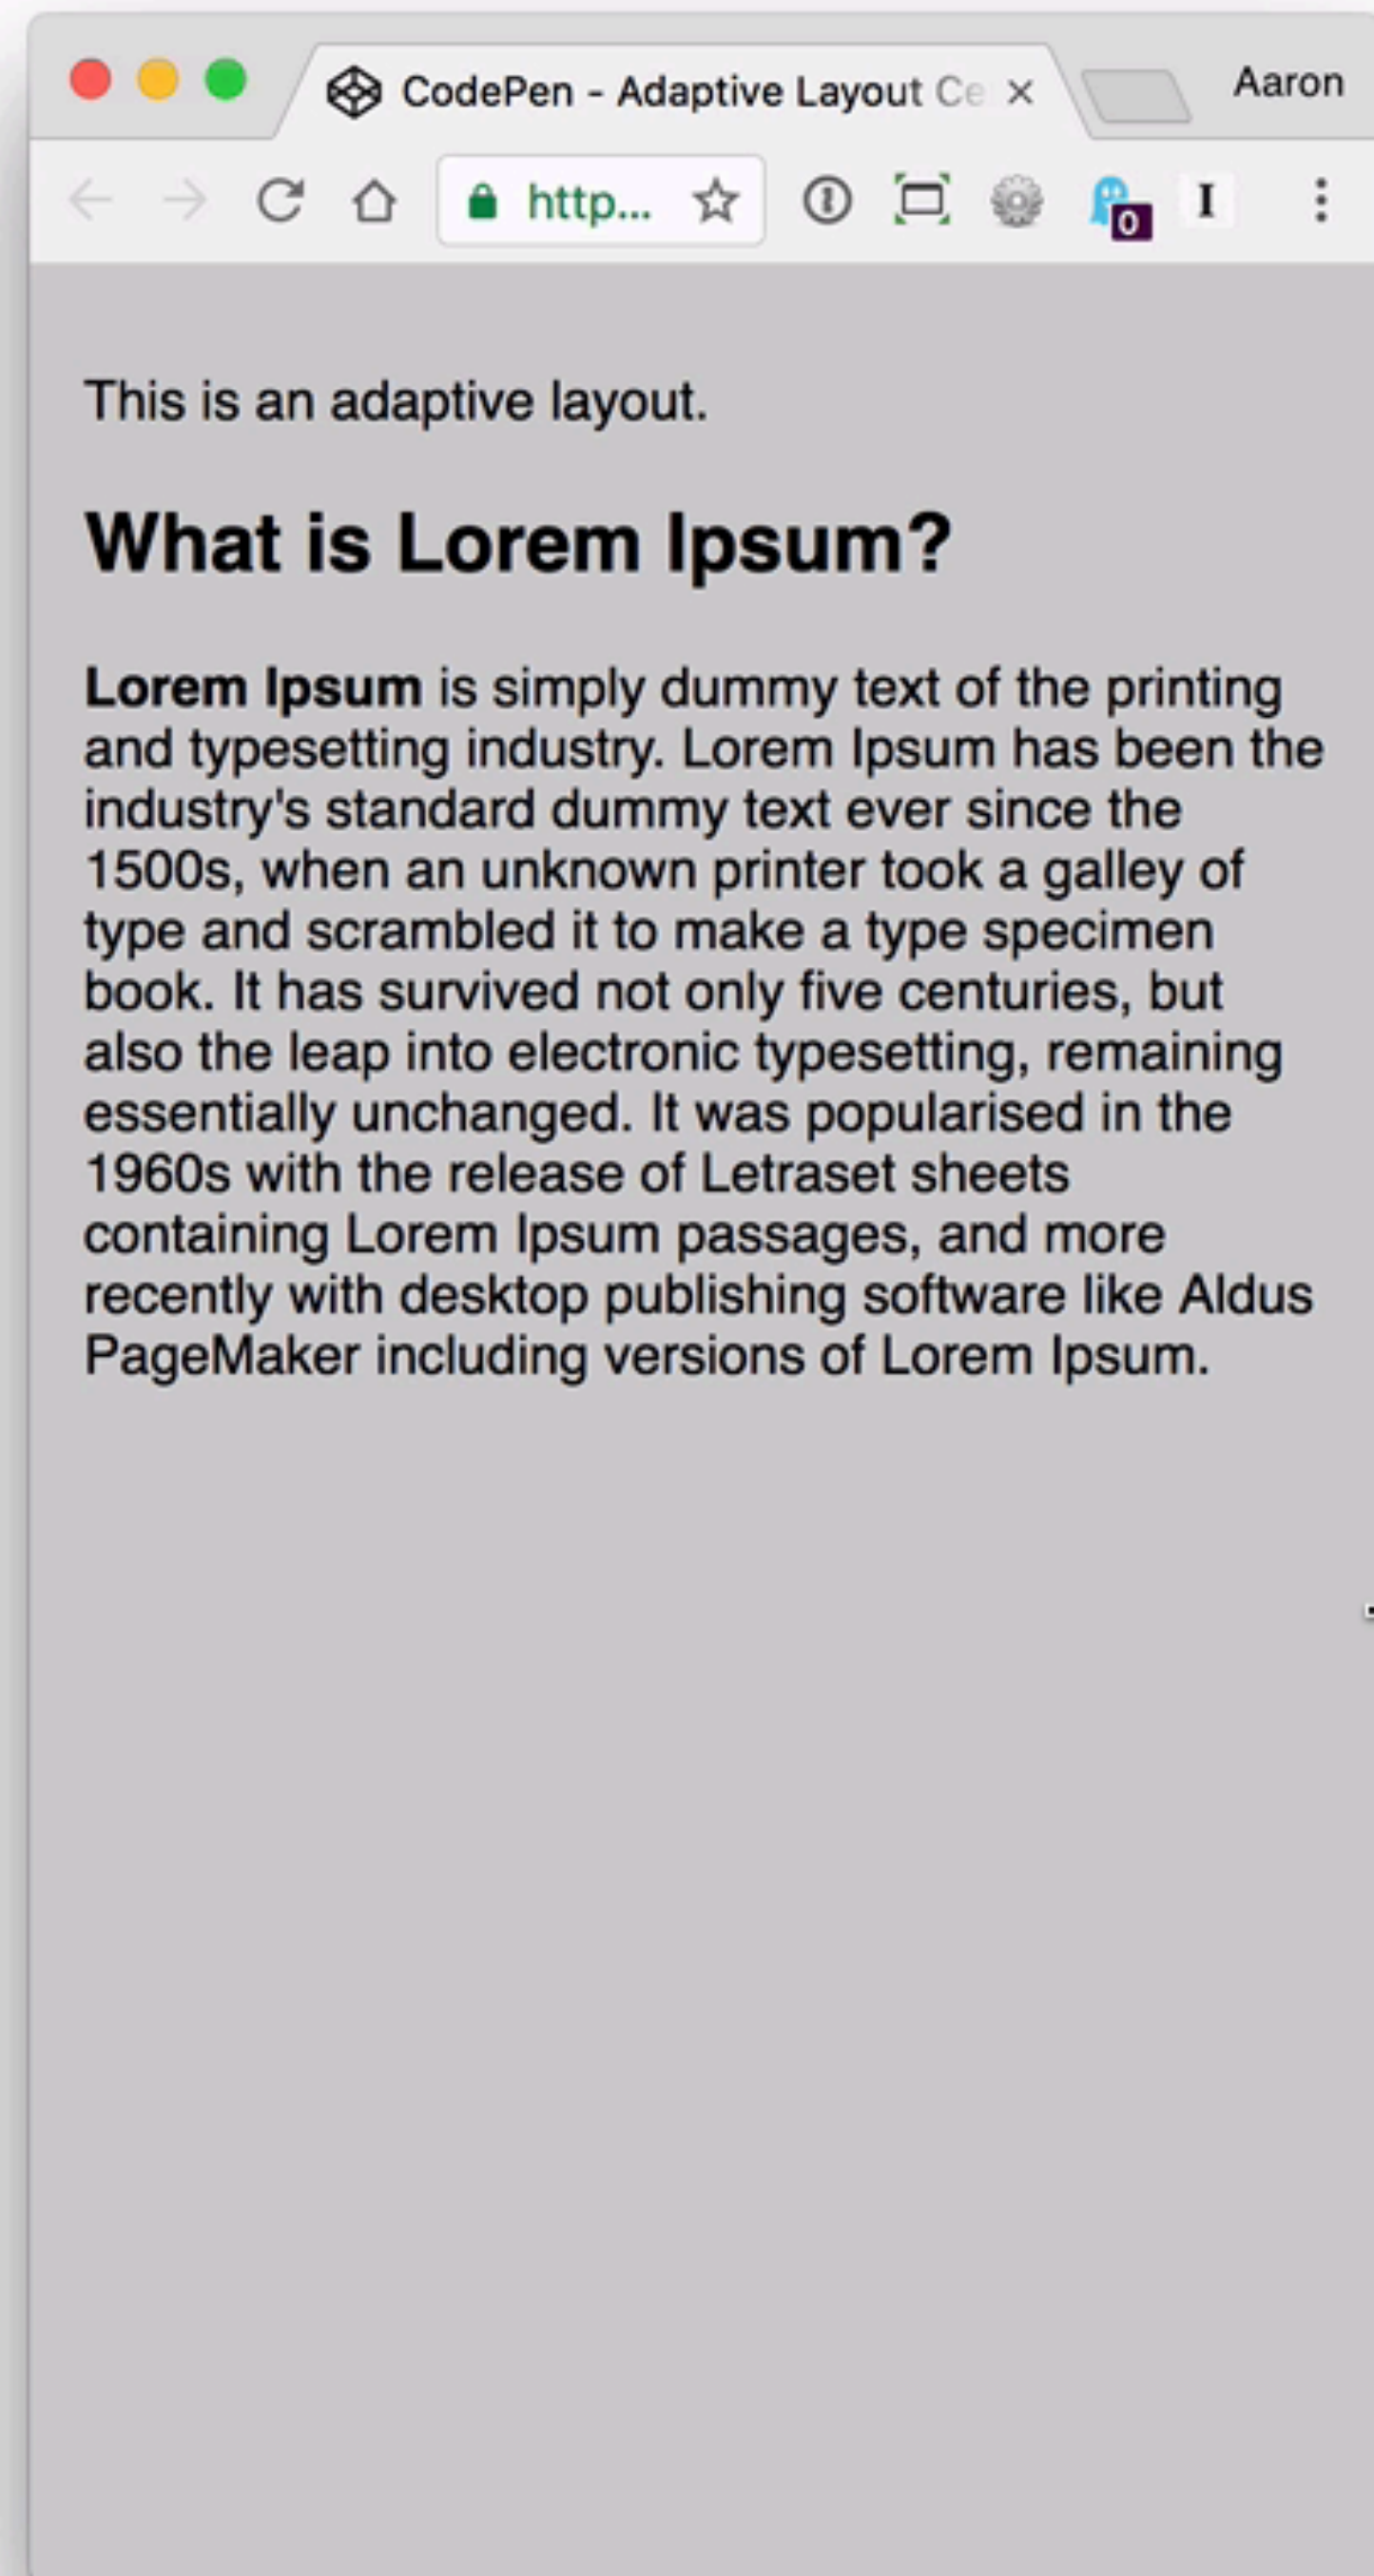 CodePen - Adaptive Layout Ce
Aaron
http...
0
I
This is an adaptive layout.
What is Lorem Ipsum?
Lorem Ipsum is simply dummy text of the printing
and typesetting industry. Lorem Ipsum has been the
industry's standard dummy text ever since the
1500s, when an unknown printer took a galley of
type and scrambled it to make a type specimen
book. It has survived not only five centuries, but
also the leap into electronic typesetting, remaining
essentially unchanged. It was popularised in the
1960s with the release of Letraset sheets
containing Lorem Ipsum passages, and more
recently with desktop publishing software like Aldus
PageMaker including versions of Lorem Ipsum.